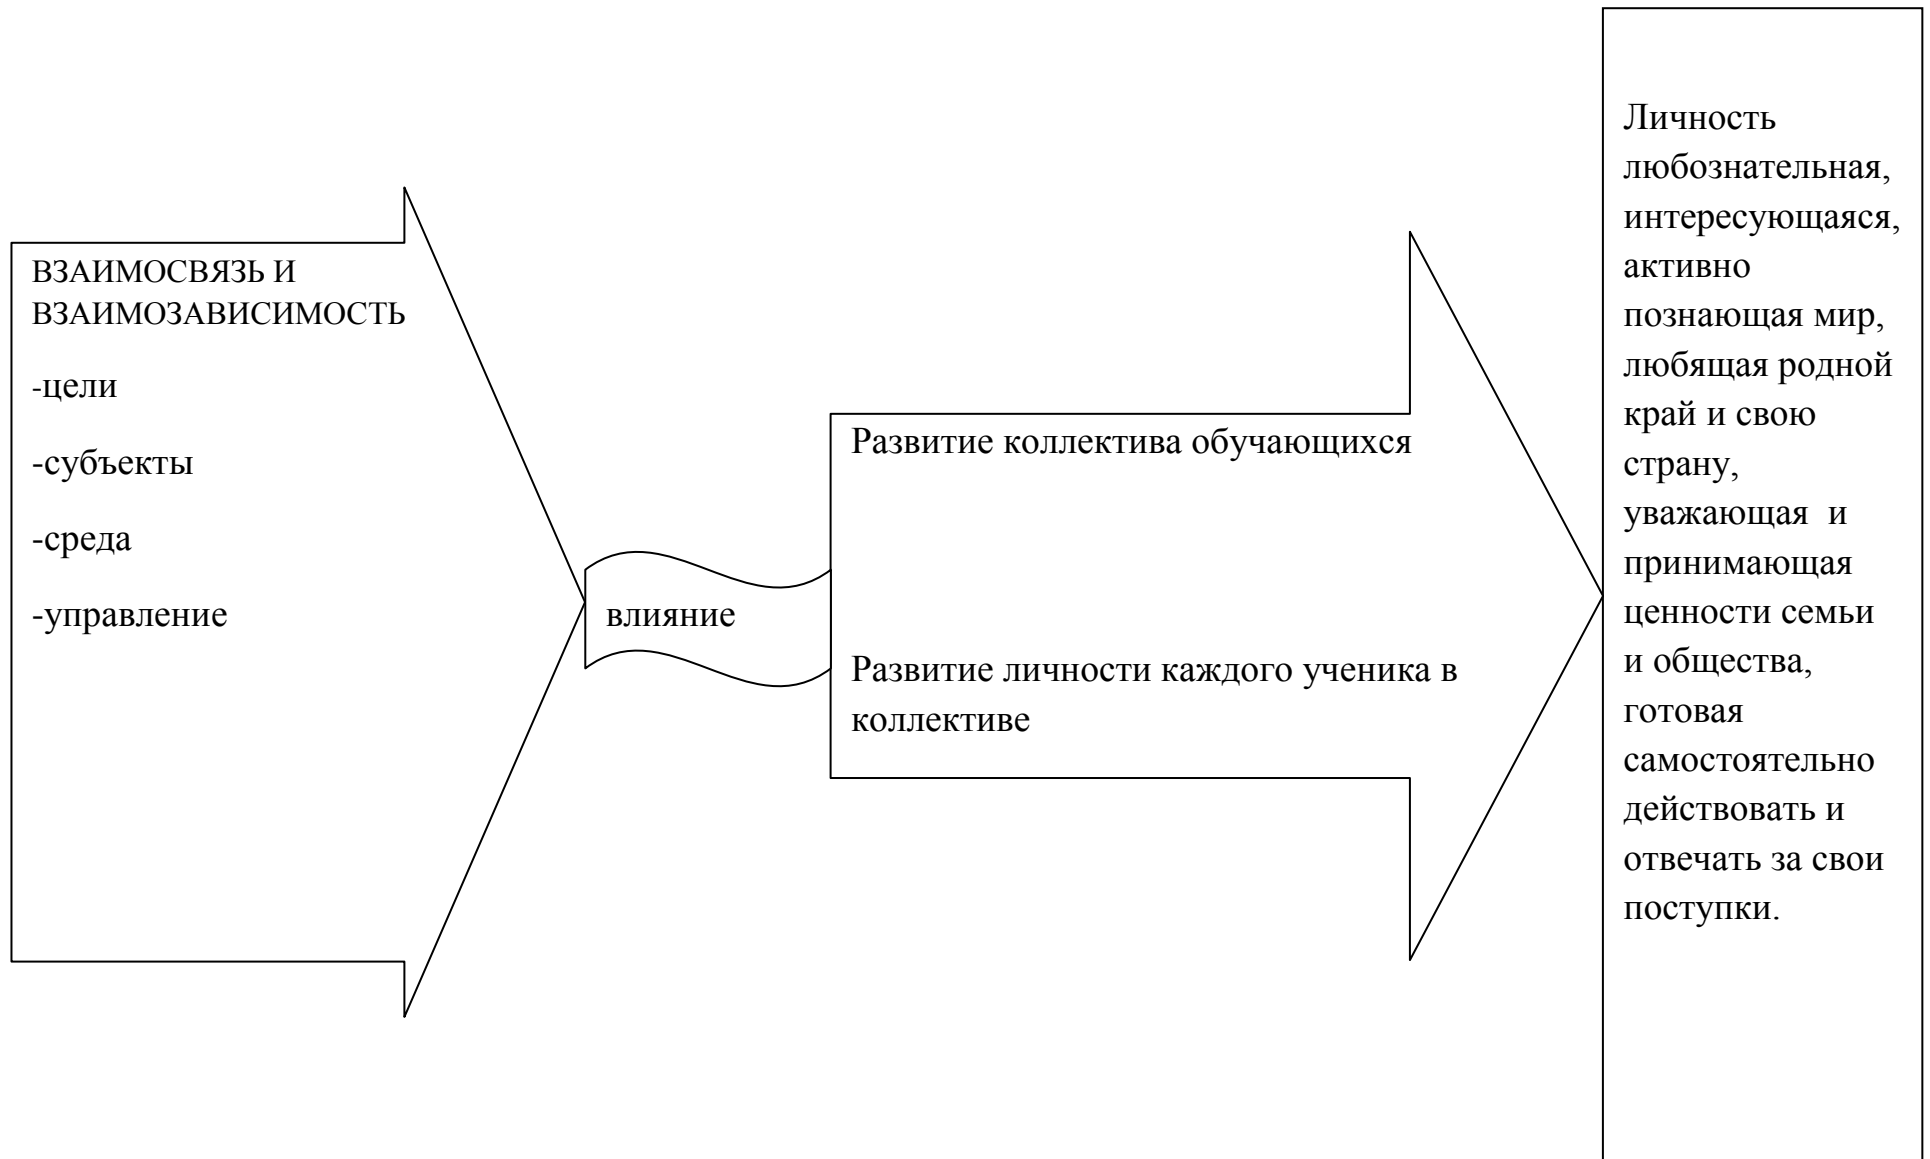 ВЗАИМОСВЯЗЬ И
ВЗАИМОЗАВИСИМОСТЬ
-цели
-субъекты
-среда
-управление
влияние
Развитие коллектива обучающихся
Развитие личности каждого ученика в
коллективе
Личность
любознательная,
интересующаяся,
активно
познающая мир,
любящая родной
край и свою
страну,
уважающая  и
принимающая
ценности семьи
и общества,
готовая
самостоятельно
действовать и
отвечать за свои
поступки.